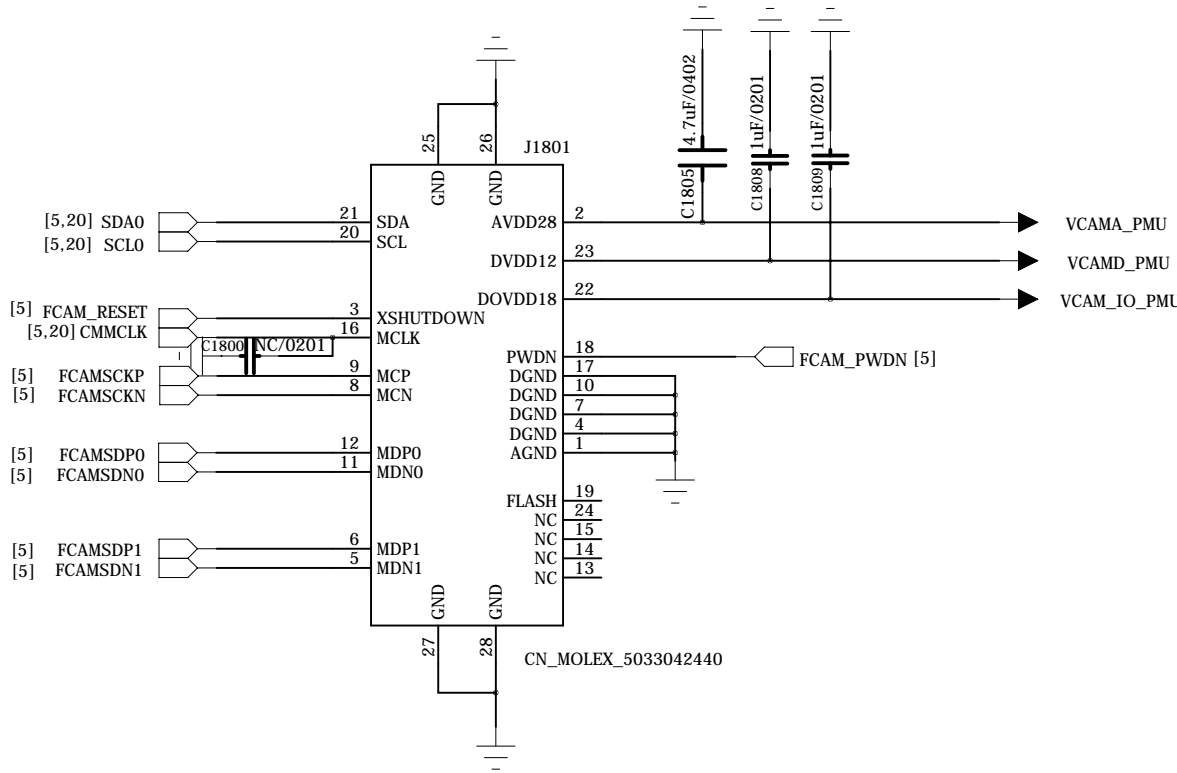 4.7uF/0402
1uF/0201
1uF/0201
C1805
C1808
C1809
25
26
J1801
GND
GND
[5,20] SDA0
21
SDA
AVDD28
2
VCAMA_PMU
[5,20] SCL0
20
SCL
DVDD12
23
VCAMD_PMU
DOVDD18
22
VCAM_IO_PMU
[5] FCAM_RESET
3
XSHUTDOWN
[5,20] CMMCLK
16
MCLK
C1800
NC/0201
PWDN
18
FCAM_PWDN [5]
[5] FCAMSCKP
9
MCP
DGND
17
[5] FCAMSCKN
8
MCN
DGND
10
DGND
7
DGND
4
[5] FCAMSDP0
12
MDP0
AGND
1
[5] FCAMSDN0
11
MDN0
FLASH
19
NC
24
NC
15
[5] FCAMSDP1
6
MDP1
NC
14
[5] FCAMSDN1
5
MDN1
NC
13
GND
GND
27
28
CN_MOLEX_5033042440